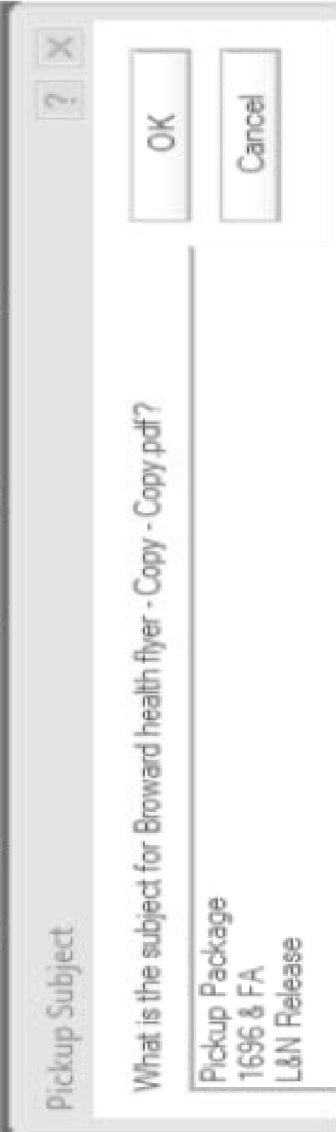 Pickup Subject
? X
What is the subject for Broward health flyer - Copy - Copy.pdf?
OK
Cancel
Pickup Package
1696 & FA
L&N Release